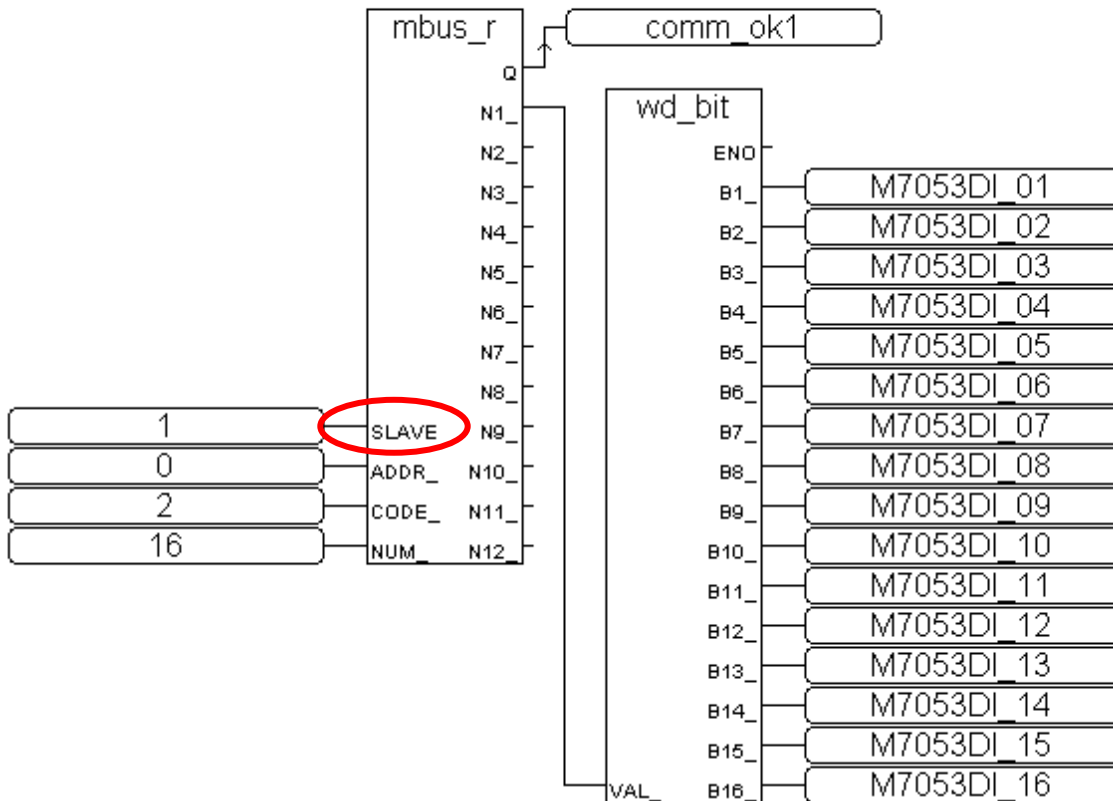 mbus_r
comm_ok1
Q
N1_
wd_bit
N2_
ENO
N3_
B1_
M7053DI_01
N4_
B2_
M7053DI_02
N5_
B3_
M7053DI_03
N6_
B4_
M7053DI_04
N7_
B5_
M7053DI_05
N8_
B6_
M7053DI_06
1
SLAVE
N9_
B7_
M7053DI_07
0
ADDR_
N10_
B8_
M7053DI_08
2
CODE_
N11_
B9_
M7053DI_09
16
NUM_
N12_
B10_
M7053DI_10
B11_
M7053DI_11
B12_
M7053DI_12
B13_
M7053DI_13
B14_
M7053DI_14
B15_
M7053DI_15
VAL_
B16_
M7053DI_16